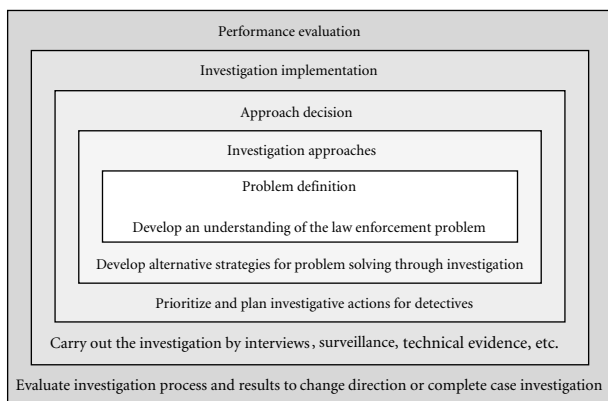 Performance evaluation
Investigation implementation
Approach decision
Investigation approaches
Problem definition
Develop an understanding of the law enforcement problem
Develop alternative strategies for problem solving through investigation
Prioritize and plan investigative actions for detectives
Carry out the investigation by interviews, surveillance, technical evidence, etc.
Evaluate investigation process and results to change direction or complete case investigation